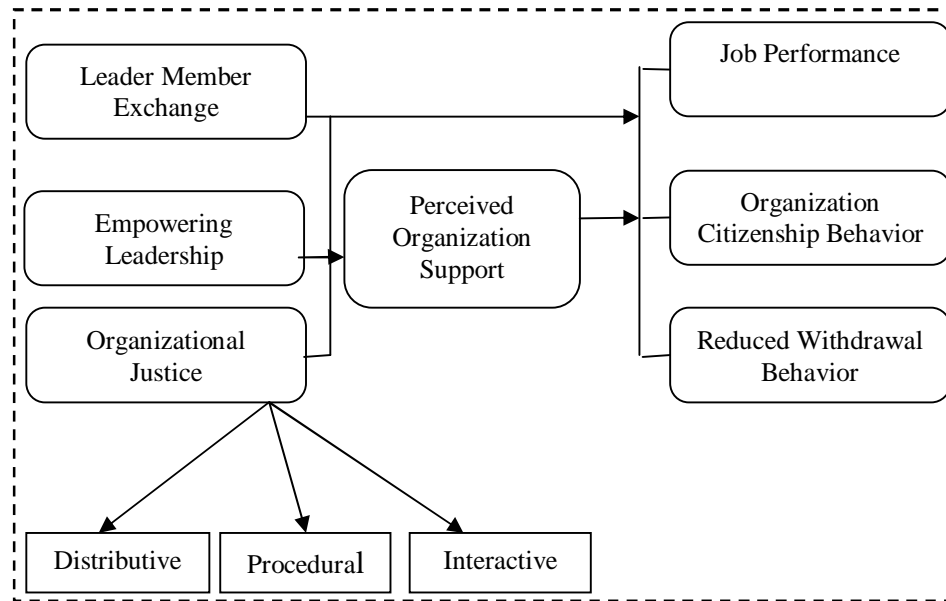 Leader Member
Exchange
Empowering
Leadership
Organizational
Justice
Perceived
Organization
Support
Job Performance
Organization
Citizenship Behavior
Reduced Withdrawal
Behavior
Distributive
Procedural
Interactive